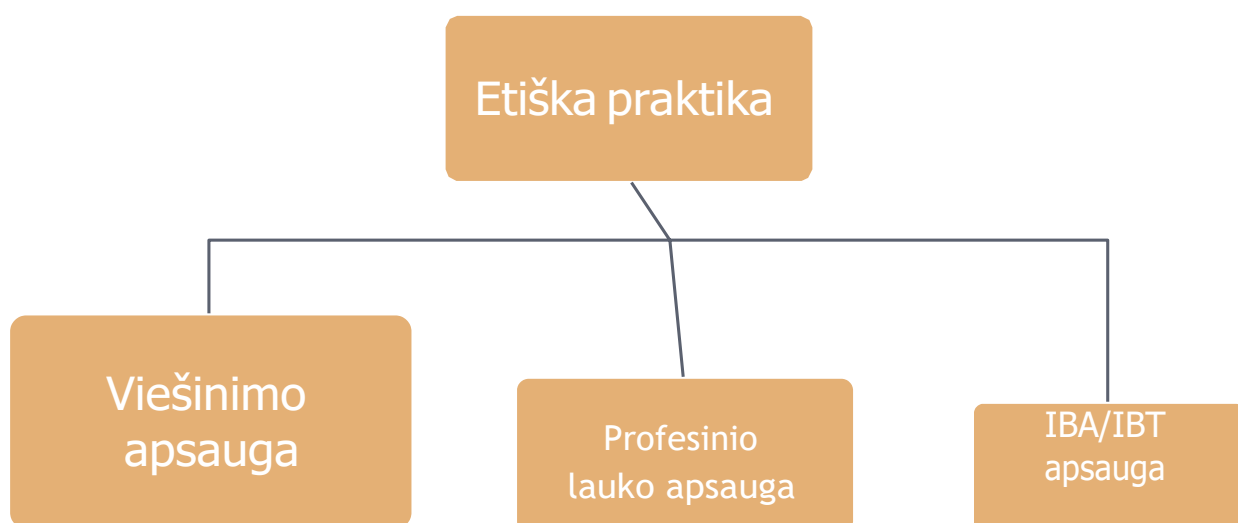 Etiška praktika
Viešinimo
apsauga
Profesinio
lauko apsauga
IBA/IBT
apsauga